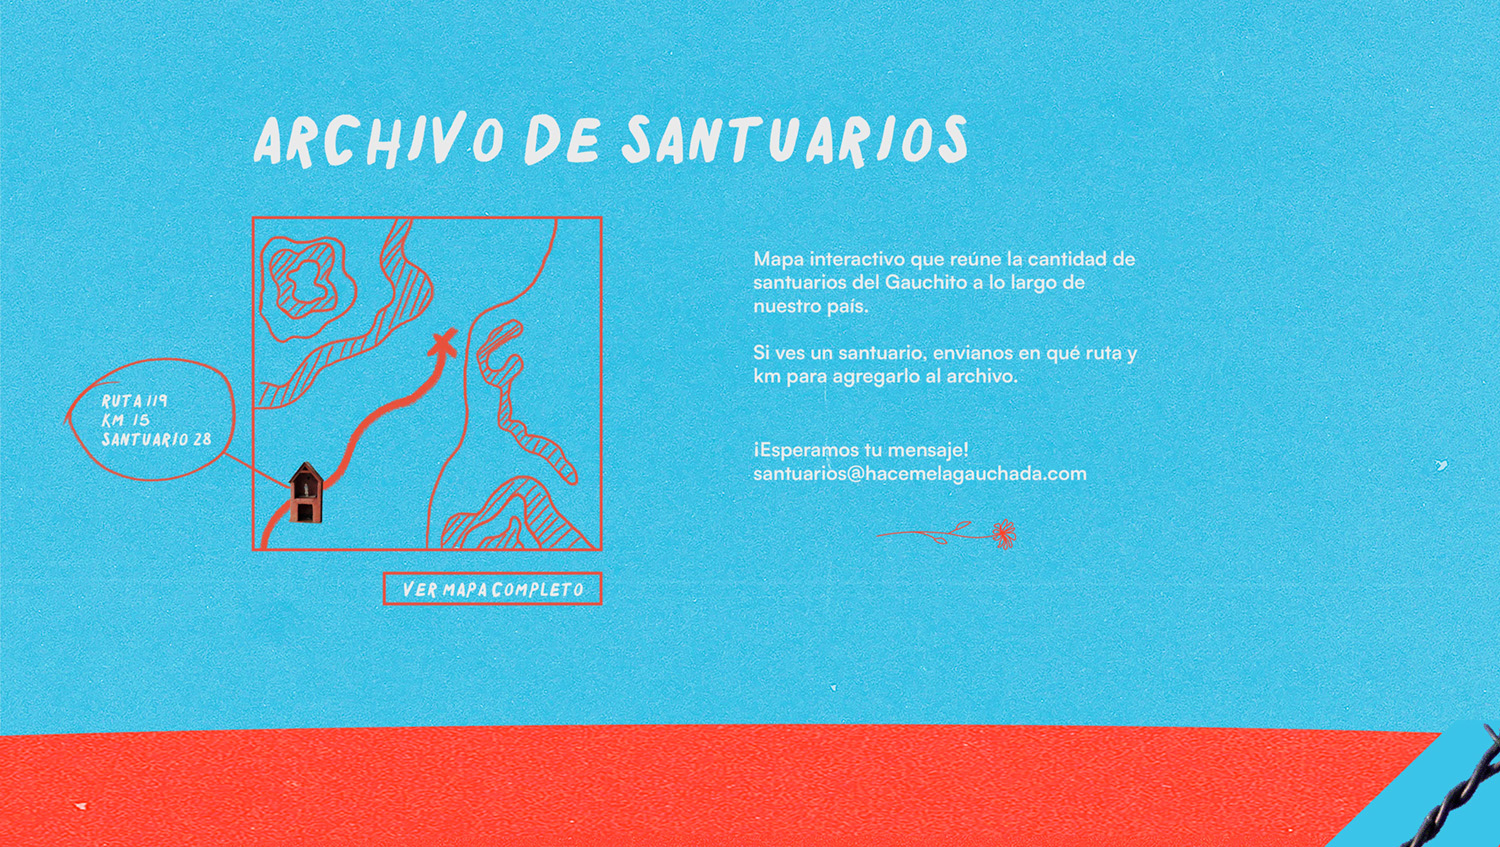 ARCHIVO DE SANTUARIOS
RUTA 119
KM 15
SANTUARIO 28
VER MAPA COMPLETO
Mapa interactivo que reúne la cantidad de
santuarios del Gauchito a lo largo de
nuestro país.
Si ves un santuario, envianos en qué ruta y
km para agregarlo al archivo.
¡Esperamos tu mensaje!
santuarios@hacemelagauchada.com